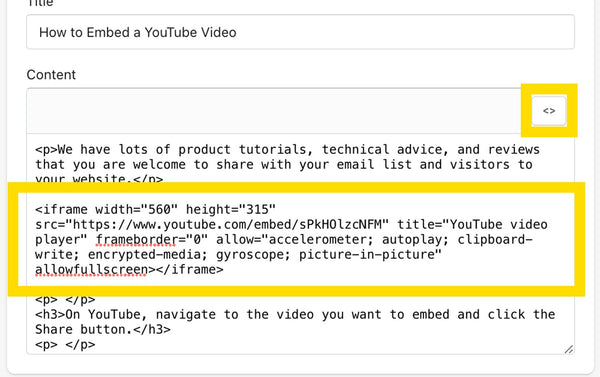 Title
How to Embed a YouTube Video
Content
<>
<p>We have lots of product tutorials, technical advice, and reviews
that you are welcome to share with your email list and visitors to
your website.</p>
<iframe width="560" height="315"
src="https://www.youtube.com/embed/sPkHOlzcNFM" title="YouTube video
player" frameborder="0" allow="accelerometer; autoplay; clipboard-
write; encrypted-media; gyroscope; picture-in-picture"
allowfullscreen></iframe>
<p> </p>
<h3>On YouTube, navigate to the video you want to embed and click the
Share button.</h3>
<p> </p>